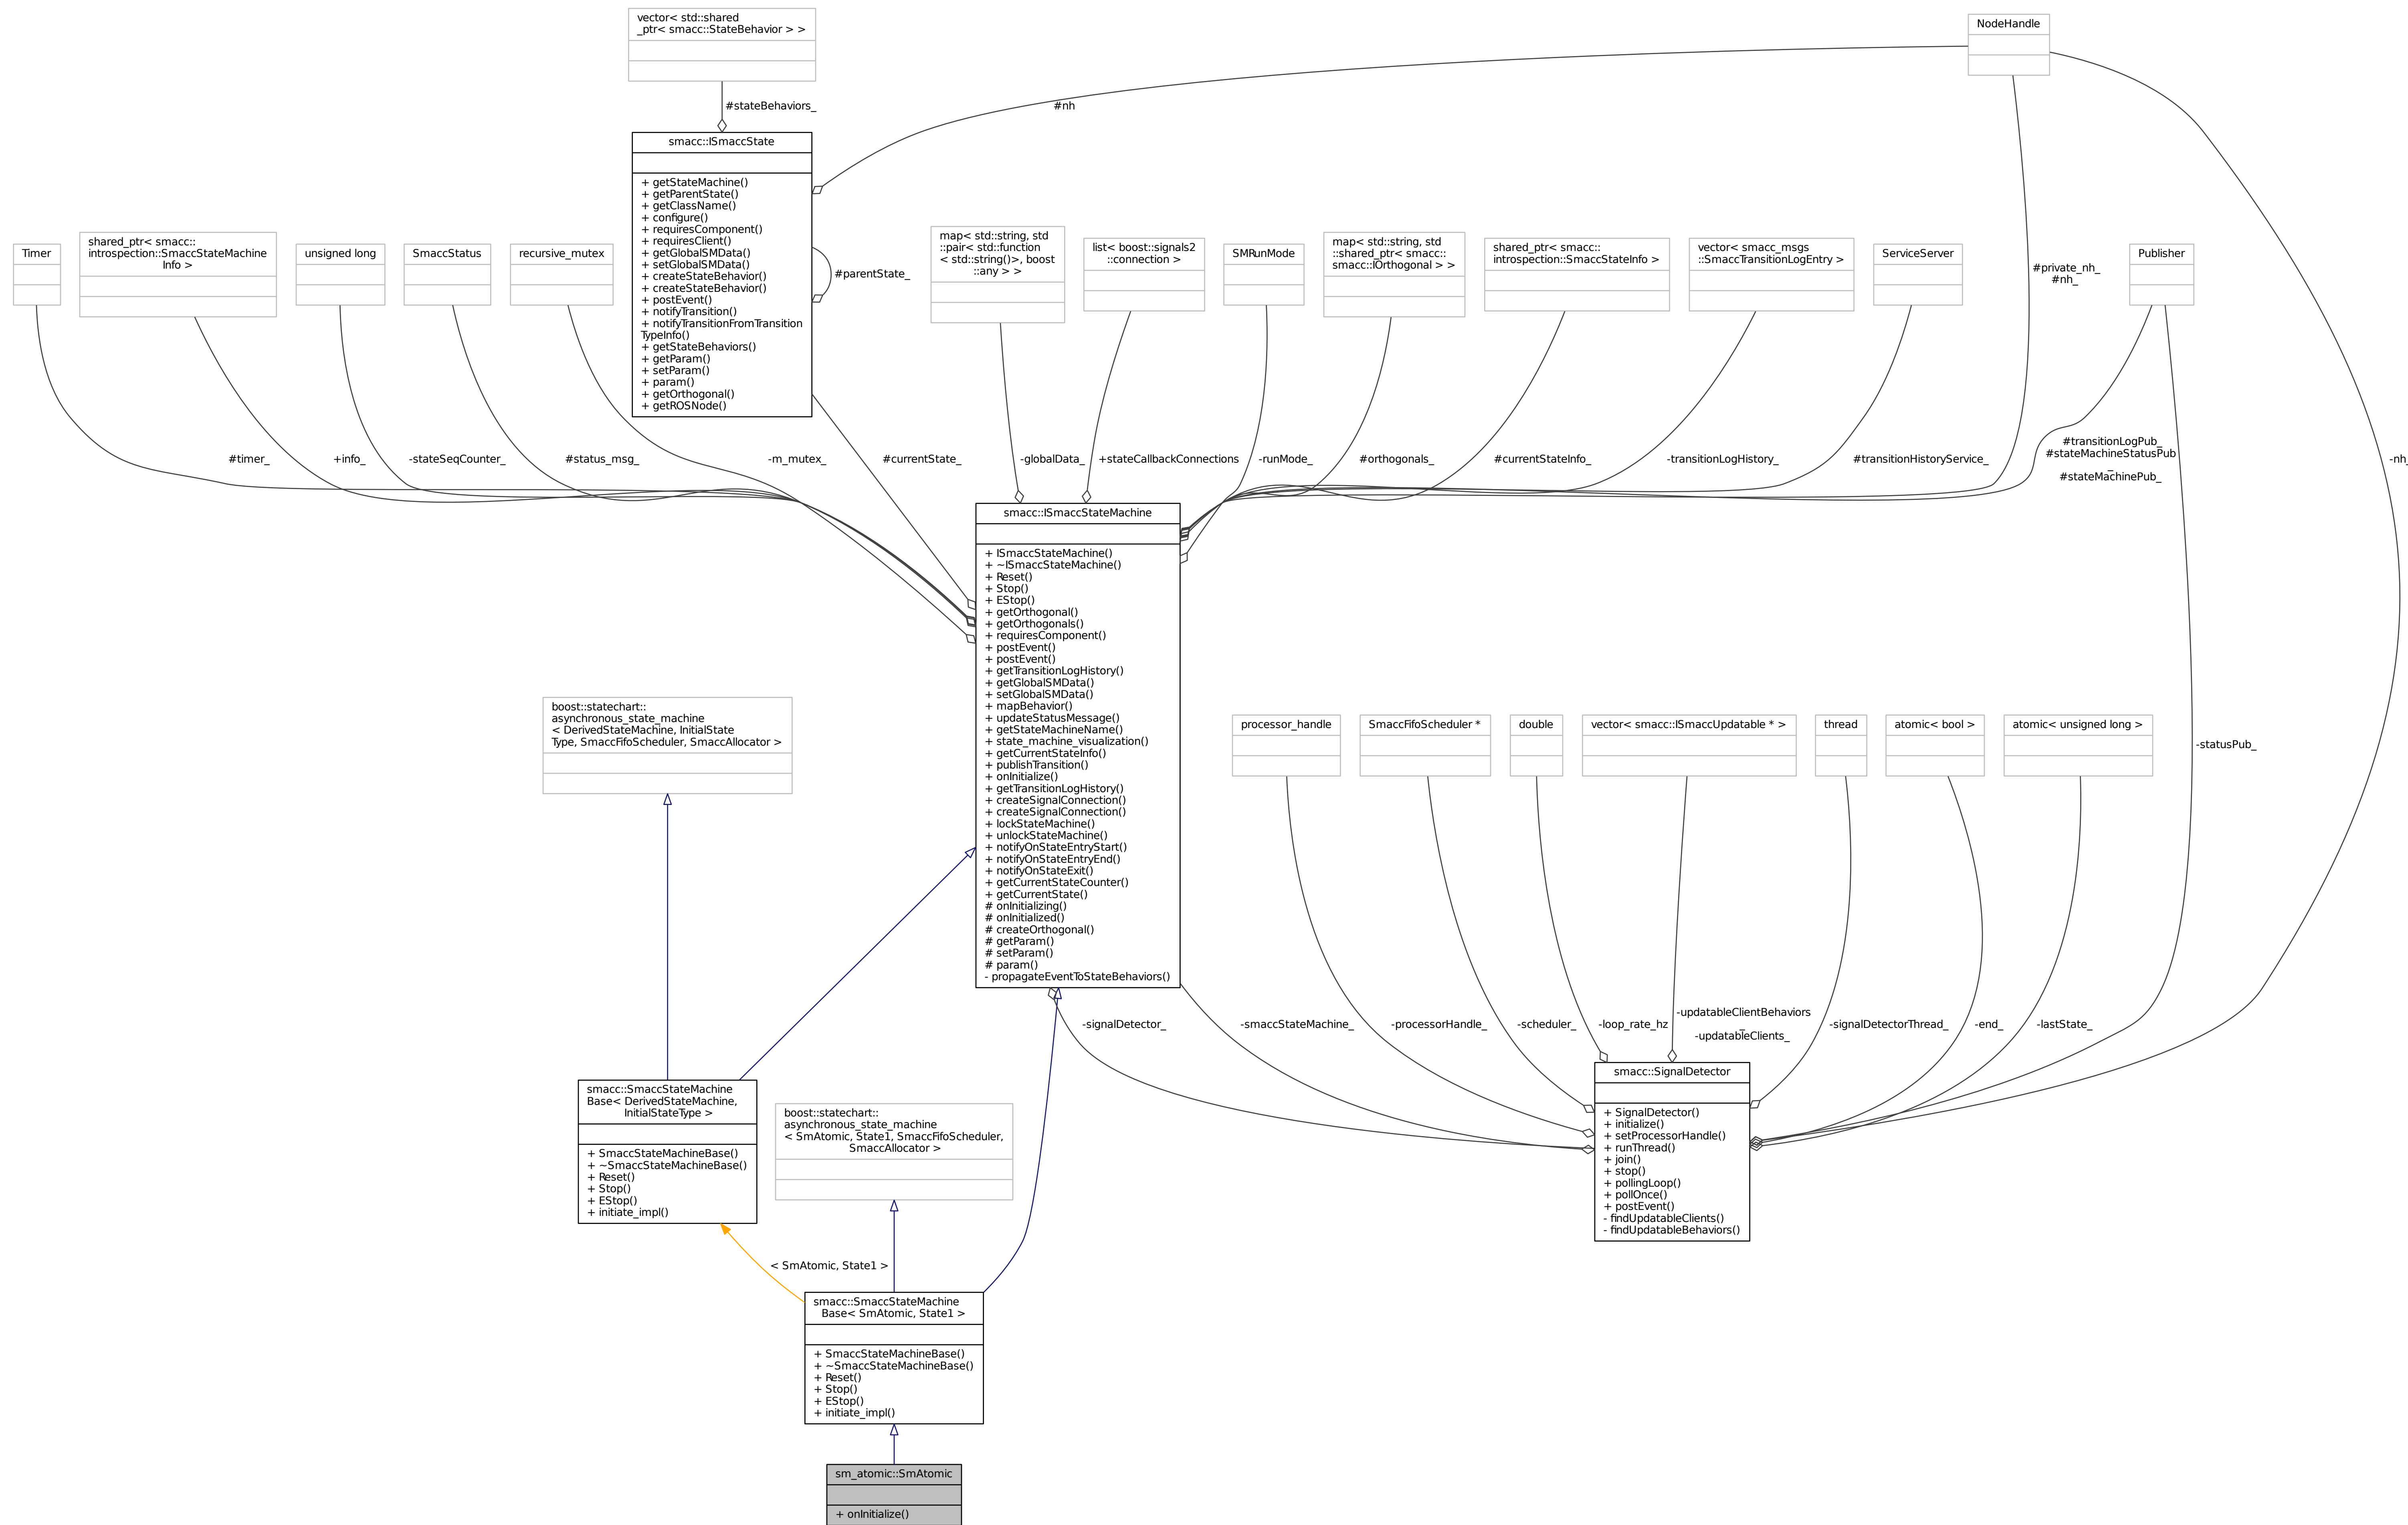 vector< std::shared
_ptr< smacc::StateBehavior > >
NodeHandle
#stateBehaviors_
#nh
smacc::ISmaccState
+ getStateMachine()
+ getParentState()
+ getClassName()
+ configure()
+ requiresComponent()
+ requiresClient()
+ getGlobalSMData()
+ setGlobalSMData()
+ createStateBehavior()
+ createStateBehavior()
+ postEvent()
+ notifyTransition()
+ notifyTransitionFromTransition
TypeInfo()
+ getStateBehaviors()
+ getParam()
+ setParam()
+ param()
+ getOrthogonal()
+ getROSNode()
#parentState_
Timer
shared_ptr< smacc::
introspection::SmaccStateMachine
Info >
unsigned long
SmaccStatus
recursive_mutex
map< std::string, std
::pair< std::function
< std::string()>, boost
::any > >
list< boost::signals2
::connection >
SMRunMode
map< std::string, std
::shared_ptr< smacc::
smacc::IOrthogonal > >
shared_ptr< smacc::
introspection::SmaccStateInfo >
vector< smacc_msgs
::SmaccTransitionLogEntry >
ServiceServer
Publisher
#private_nh_
#nh_
#timer_
+info_
-stateSeqCounter_
#status_msg_
-m_mutex_
#currentState_
-globalData_
+stateCallbackConnections
-runMode_
#orthogonals_
#currentStateInfo_
-transitionLogHistory_
#transitionHistoryService_
#transitionLogPub_
#stateMachineStatusPub
_
#stateMachinePub_
-nh_
smacc::ISmaccStateMachine
+ ISmaccStateMachine()
+ ~ISmaccStateMachine()
+ Reset()
+ Stop()
+ EStop()
+ getOrthogonal()
+ getOrthogonals()
+ requiresComponent()
+ postEvent()
+ postEvent()
+ getTransitionLogHistory()
+ getGlobalSMData()
+ setGlobalSMData()
+ mapBehavior()
+ updateStatusMessage()
+ getStateMachineName()
+ state_machine_visualization()
+ getCurrentStateInfo()
+ publishTransition()
+ onInitialize()
+ getTransitionLogHistory()
+ createSignalConnection()
+ createSignalConnection()
+ lockStateMachine()
+ unlockStateMachine()
+ notifyOnStateEntryStart()
+ notifyOnStateEntryEnd()
+ notifyOnStateExit()
+ getCurrentStateCounter()
+ getCurrentState()
# onInitializing()
# onInitialized()
# createOrthogonal()
# getParam()
# setParam()
# param()
- propagateEventToStateBehaviors()
boost::statechart::
asynchronous_state_machine
< DerivedStateMachine, InitialState
Type, SmaccFifoScheduler, SmaccAllocator >
processor_handle
SmaccFifoScheduler *
double
vector< smacc::ISmaccUpdatable * >
thread
atomic< bool >
atomic< unsigned long >
-statusPub_
-signalDetector_
-smaccStateMachine_
-processorHandle_
-scheduler_
-loop_rate_hz
-updatableClientBehaviors
_
-updatableClients_
-signalDetectorThread_
-end_
-lastState_
smacc::SignalDetector
+ SignalDetector()
+ initialize()
+ setProcessorHandle()
+ runThread()
+ join()
+ stop()
+ pollingLoop()
+ pollOnce()
+ postEvent()
- findUpdatableClients()
- findUpdatableBehaviors()
smacc::SmaccStateMachine
Base< DerivedStateMachine,
InitialStateType >
+ SmaccStateMachineBase()
+ ~SmaccStateMachineBase()
+ Reset()
+ Stop()
+ EStop()
+ initiate_impl()
boost::statechart::
asynchronous_state_machine
< SmAtomic, State1, SmaccFifoScheduler,
SmaccAllocator >
< SmAtomic, State1 >
smacc::SmaccStateMachine
Base< SmAtomic, State1 >
+ SmaccStateMachineBase()
+ ~SmaccStateMachineBase()
+ Reset()
+ Stop()
+ EStop()
+ initiate_impl()
sm_atomic::SmAtomic
+ onInitialize()